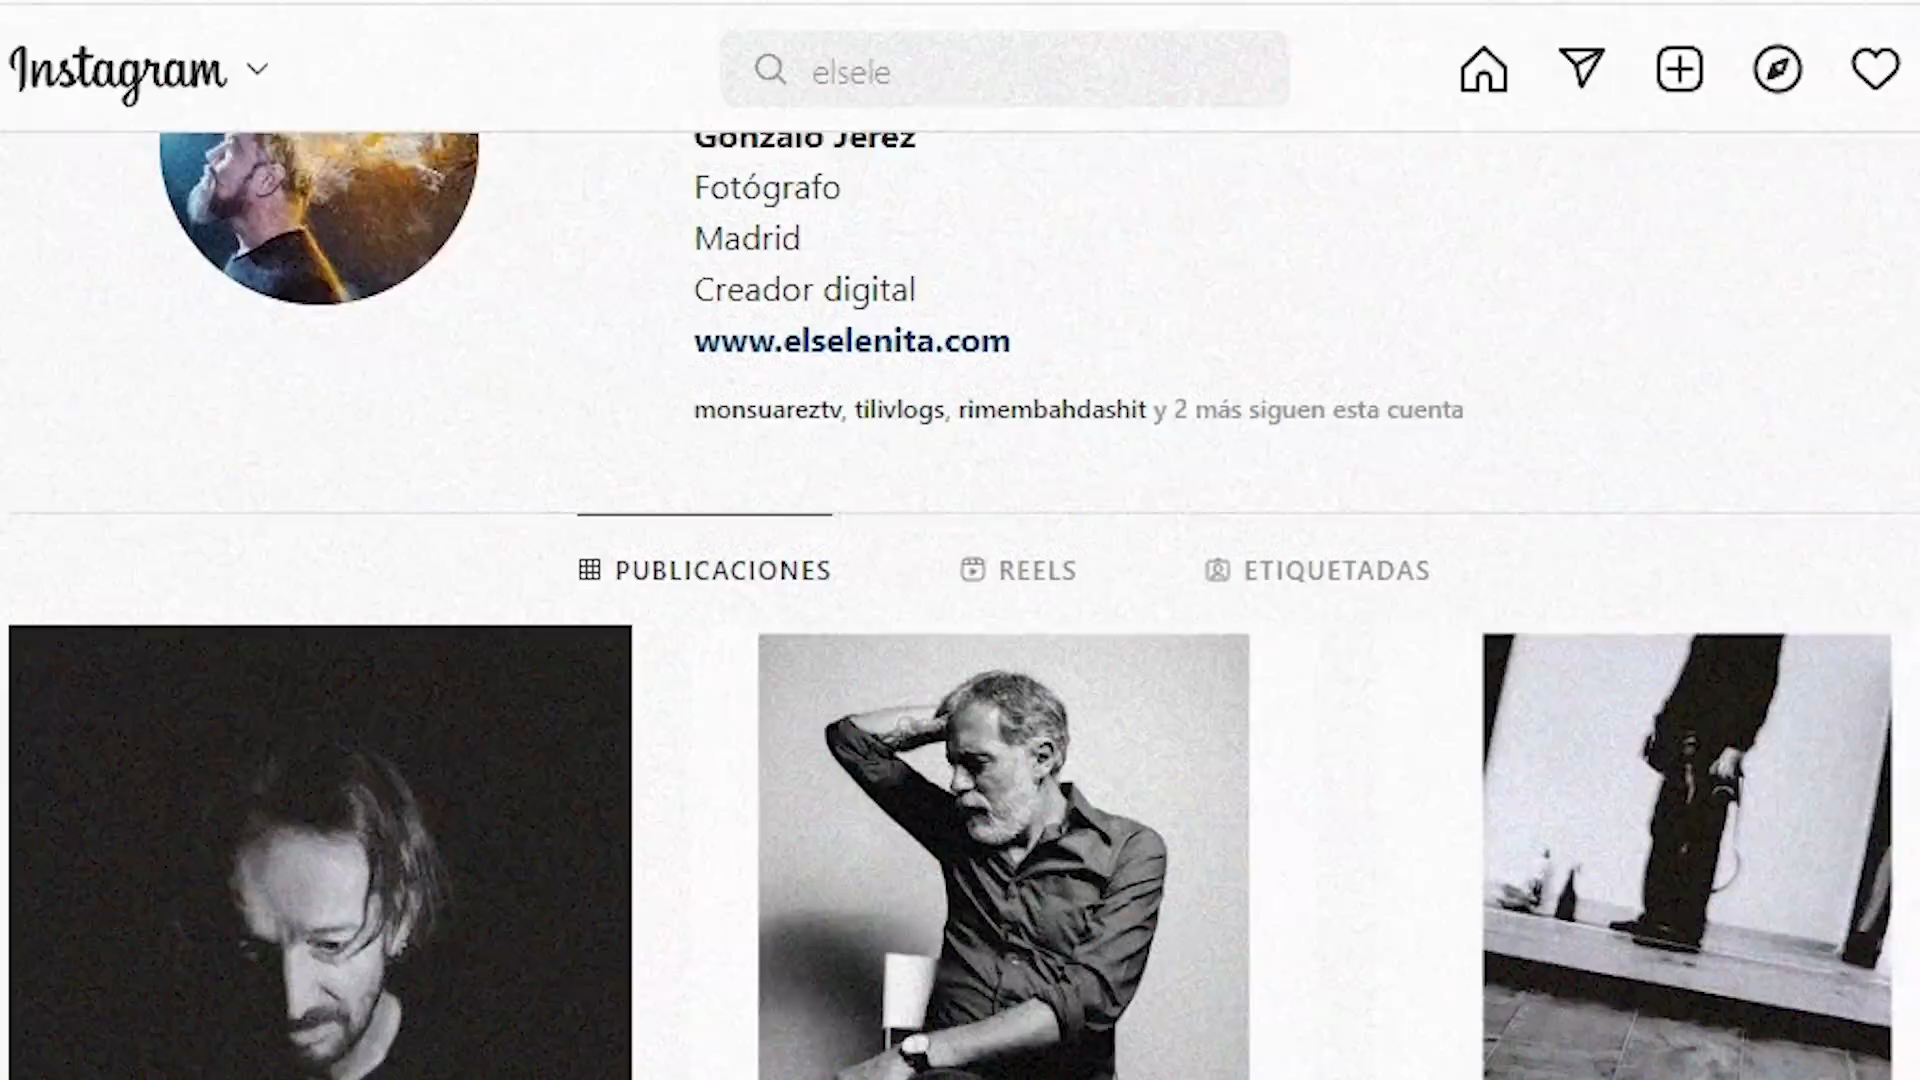 Instagram
elsele
Gonzalo Jerez
Fotógrafo
Madrid
Creador digital
www.elselenita.com
monsuareztv, tilivlogs, rimembahdashit y 2 más siguen esta cuenta
PUBLICACIONES REELS ETIQUETADAS